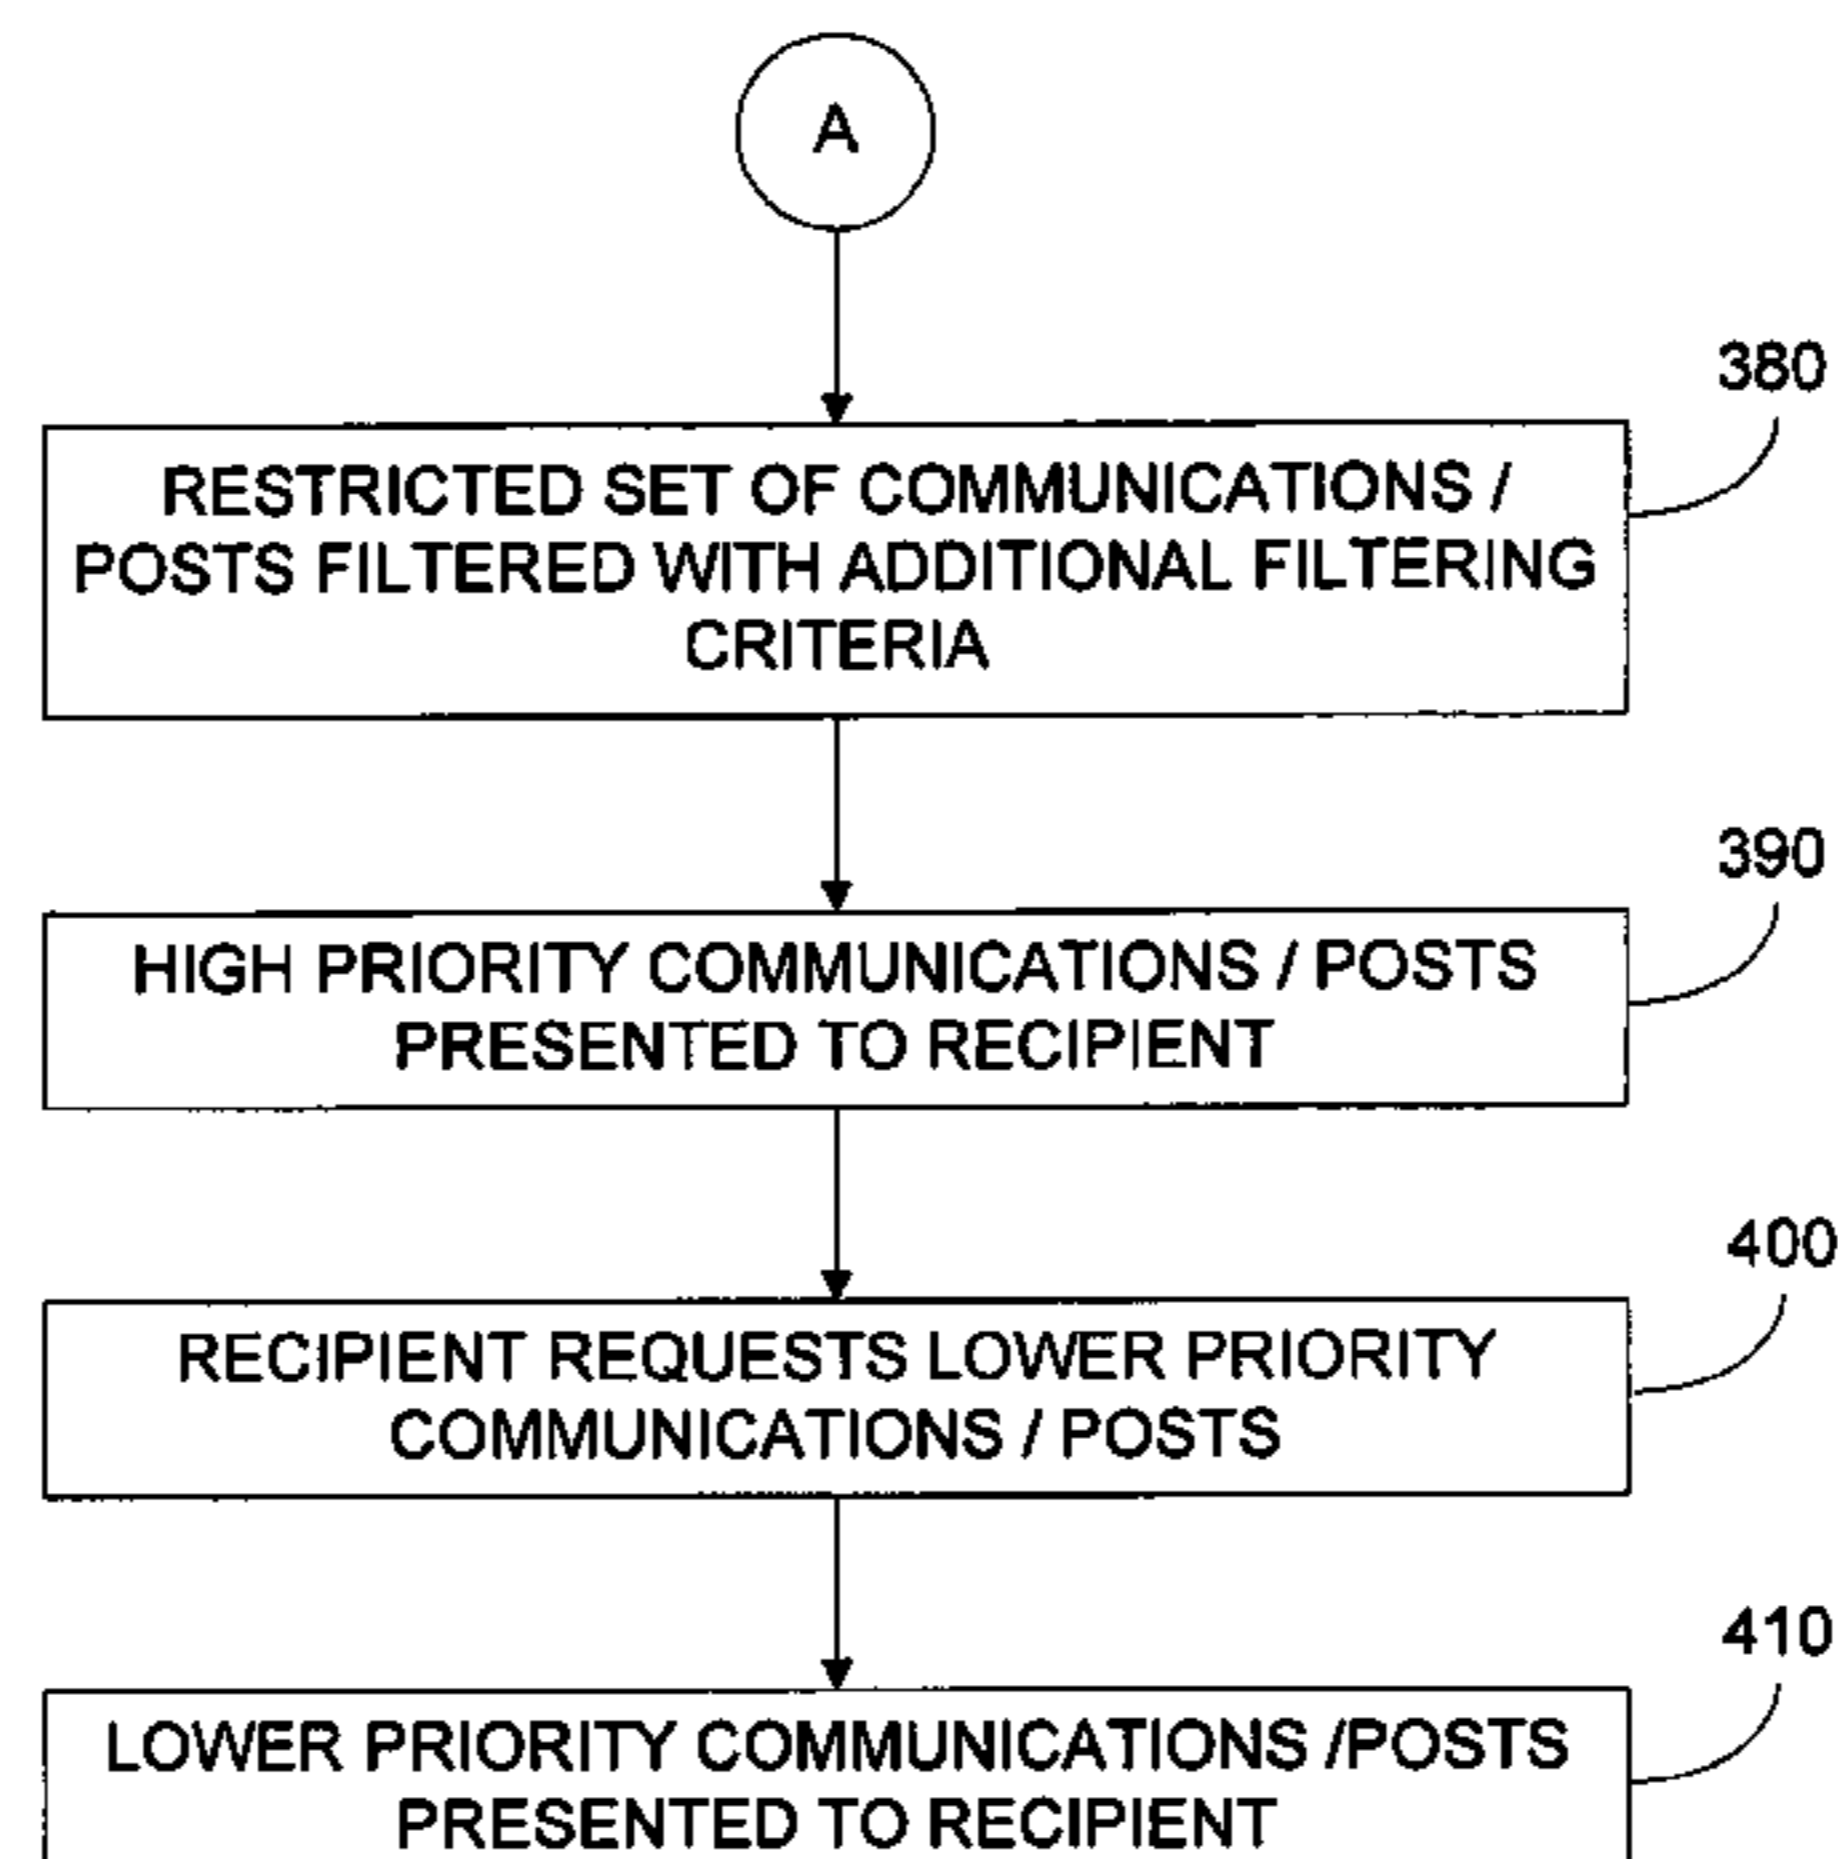 A
380
RESTRICTED SET OF COMMUNICATIONS /
POSTS FILTERED WITH ADDITIONAL FILTERING
CRITERIA
390
HIGH PRIORITY COMMUNICATIONS / POSTS
PRESENTED TO RECIPIENT
400
RECIPIENT REQUESTS LOWER PRIORITY
COMMUNICATIONS / POSTS
410
LOWER PRIORITY COMMUNICATIONS /POSTS
PRESENTED TO RECIPIENT